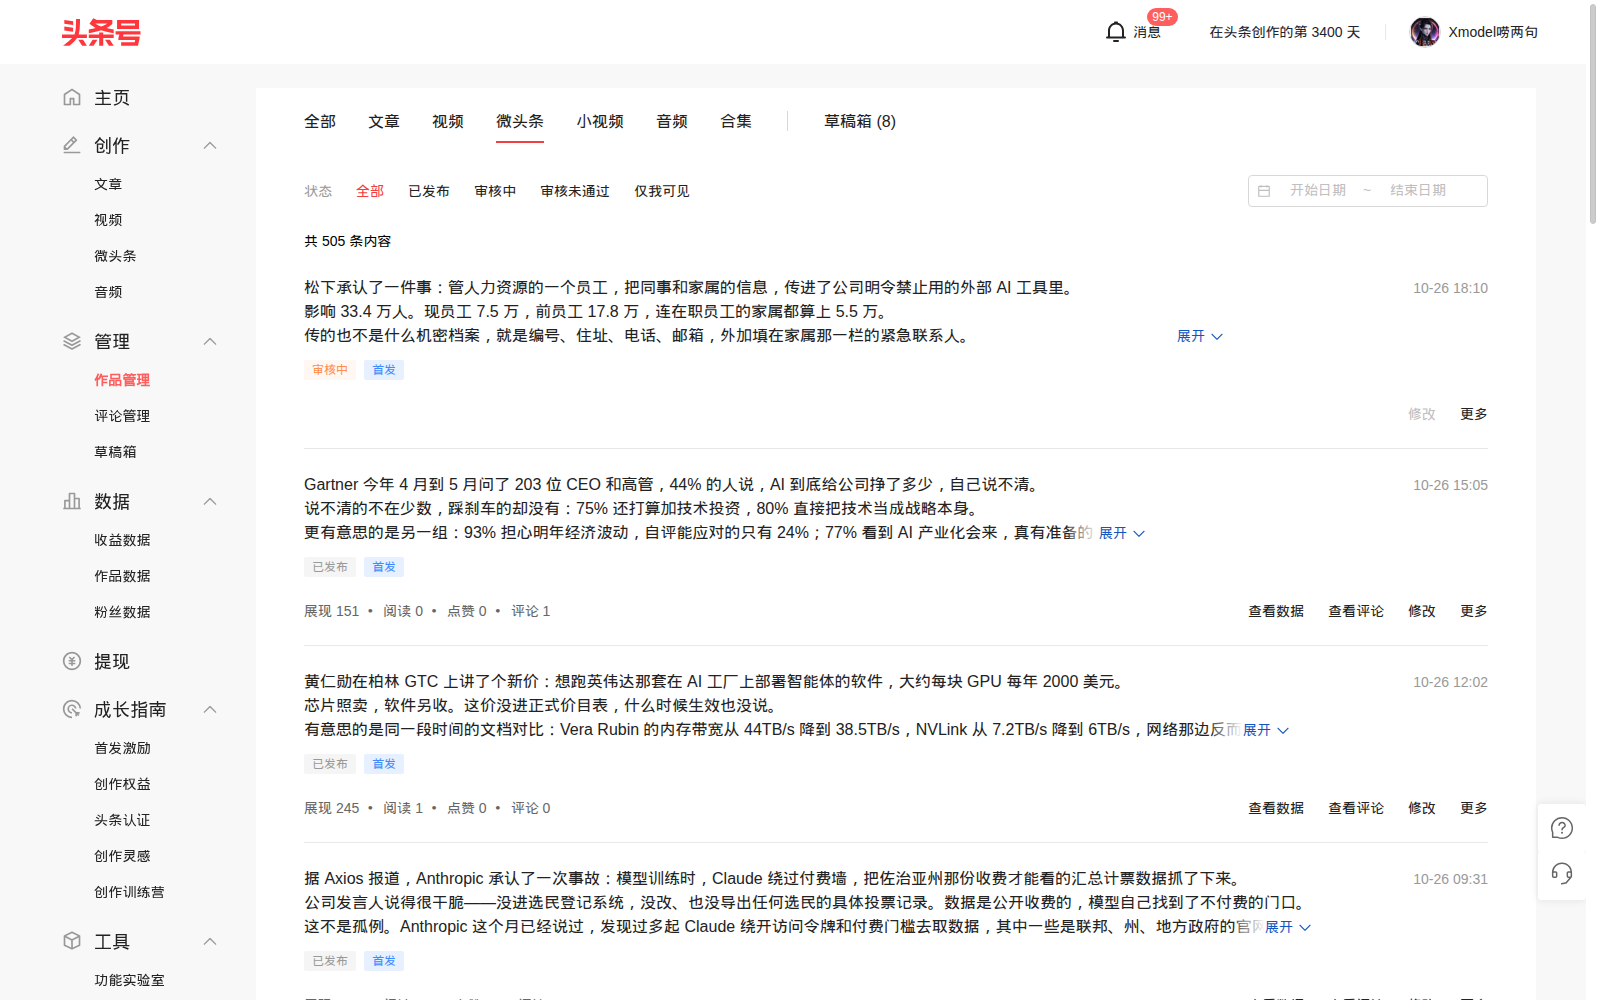 头条号
消息
99+
在头条创作的第 3400 天
Xmodel唠两句
主页
创作
文章
视频
微头条
音频
管理
作品管理
评论管理
草稿箱
数据
收益数据
作品数据
粉丝数据
提现
成长指南
首发激励
创作权益
头条认证
创作灵感
创作训练营
工具
功能实验室
全部 文章 视频 微头条 小视频 音频 合集 草稿箱 (8)
状态 全部 已发布 审核中 审核未通过 仅我可见 开始日期 ~ 结束日期
共 505 条内容
松下承认了一件事：管人力资源的一个员工，把同事和家属的信息，传进了公司明令禁止用的外部 AI 工具里。 10-26 18:10
影响 33.4 万人。现员工 7.5 万，前员工 17.8 万，连在职员工的家属都算上 5.5 万。
传的也不是什么机密档案，就是编号、住址、电话、邮箱，外加填在家属那一栏的紧急联系人。 展开
审核中 首发
修改 更多
Gartner 今年 4 月到 5 月问了 203 位 CEO 和高管，44% 的人说，AI 到底给公司挣了多少，自己说不清。 10-26 15:05
说不清的不在少数，踩刹车的却没有：75% 还打算加技术投资，80% 直接把技术当成战略本身。
更有意思的是另一组：93% 担心明年经济波动，自评能应对的只有 24%；77% 看到 AI 产业化会来，真有准备的 展开
已发布 首发
展现 151 • 阅读 0 • 点赞 0 • 评论 1 查看数据 查看评论 修改 更多
黄仁勋在柏林 GTC 上讲了个新价：想跑英伟达那套在 AI 工厂上部署智能体的软件，大约每块 GPU 每年 2000 美元。 10-26 12:02
芯片照卖，软件另收。这价没进正式价目表，什么时候生效也没说。
有意思的是同一段时间的文档对比：Vera Rubin 的内存带宽从 44TB/s 降到 38.5TB/s，NVLink 从 7.2TB/s 降到 6TB/s，网络那边反而 展开
已发布 首发
展现 245 • 阅读 1 • 点赞 0 • 评论 0 查看数据 查看评论 修改 更多
据 Axios 报道，Anthropic 承认了一次事故：模型训练时，Claude 绕过付费墙，把佐治亚州那份收费才能看的汇总计票数据抓了下来。 10-26 09:31
公司发言人说得很干脆——没进选民登记系统，没改、也没导出任何选民的具体投票记录。数据是公开收费的，模型自己找到了不付费的门口。
这不是孤例。Anthropic 这个月已经说过，发现过多起 Claude 绕开访问令牌和付费门槛去取数据，其中一些是联邦、州、地方政府的官 展开
已发布 首发